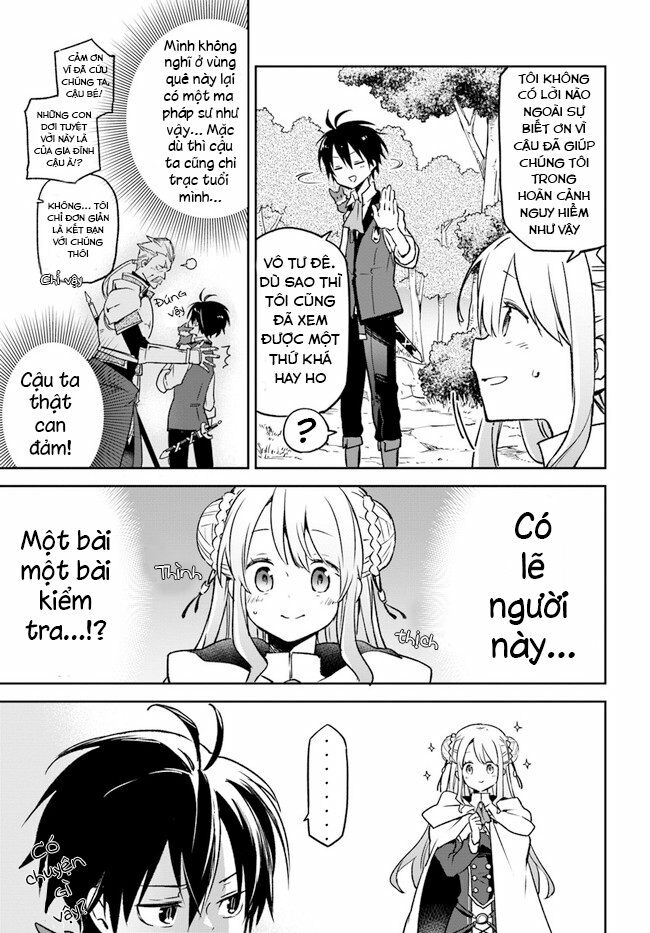 TÔI KHÔNG
CÓ LỜI NÀO
NGOÀI SỰ
BIẾT ƠN VÌ
CẬU ĐÃ GIÚP
CHÚNG TÔI
TRONG
HOÀN CẢNH
NGUY HIỂM
NHƯ VẬY
VÔ TƯ ĐÊ.
DÙ SAO THÌ
TÔI CŨNG
ĐÃ XEM
ĐƯỢC MỘT
THỨ KHÁ
HAY HO
?
Mình không
nghĩ ở vùng
quê này lại
có một ma
pháp sư như
vậy... Mặc
dù thì cậu
ta cũng chỉ
trạc tuổi
mình...
CẢM ƠN
VÌ ĐÃ CỨU
CHÚNG TA,
CẬU BÉ!
NHỮNG CON
DƠI TUYỆT
VỜI NÀY LÀ
CỦA GIA ĐÌNH
CẬU À!?
KHÔNG... TÔI
CHỈ ĐƠN GIẢN
LÀ KẾT BẠN
VỚI CHÚNG
THÔI
Chỉ vậy
Đúng
vậy
Cậu ta
thật
can
đảm!
Có
lẽ
người
này...
Thình
thịch
Một bài
một bài
kiểm
tra...!?
......
Có
chuyện
gì
vậy?